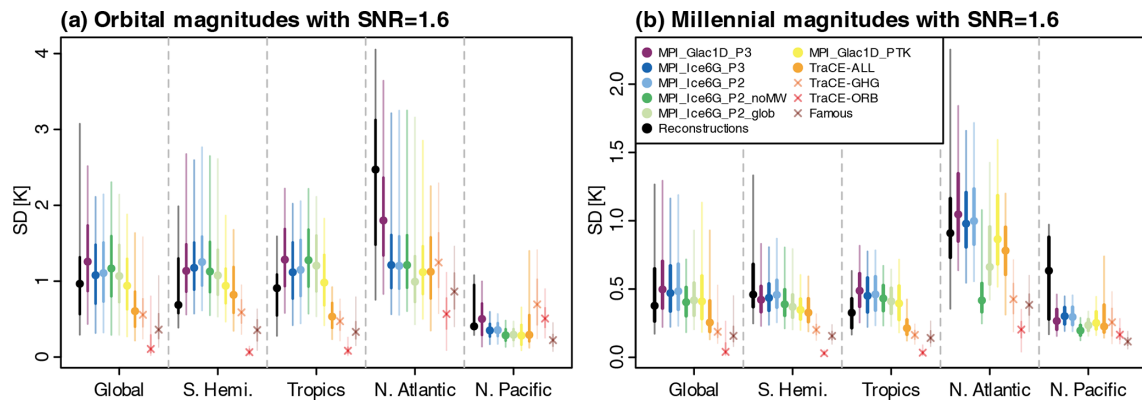 (a) Orbital magnitudes with SNR=1.6
SD [K]
4
3
2
1
0
Global
S. Hemi.
Tropics
N. Atlantic
N. Pacific
(b) Millennial magnitudes with SNR=1.6
SD [K]
2.0
1.5
1.0
0.5
0.0
MPI_Glac1D_P3
MPI_Ice6G_P3
MPI_Ice6G_P2
MPI_Ice6G_P2_noMW
MPI_Ice6G_P2_glob
Reconstructions
MPI_Glac1D_PTK
TraCE-ALL
TraCE-GHG
TraCE-ORB
Famous
Global
S. Hemi.
Tropics
N. Atlantic
N. Pacific